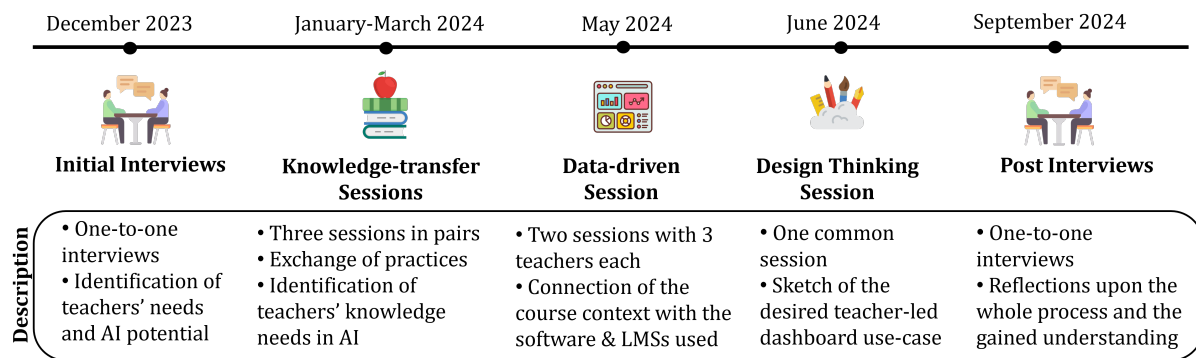 December 2023
January-March 2024
May 2024
June 2024
September 2024
Initial Interviews
Knowledge-transfer
Sessions
Data-driven
Session
Design Thinking
Session
Post Interviews
Description
• One-to-one
interviews
• Identification of
teachers’ needs
and AI potential
• Three sessions in pairs
• Exchange of practices
• Identification of
teachers’ knowledge
needs in AI
• Two sessions with 3
teachers each
• Connection of the
course context with the
software & LMSs used
• One common
session
• Sketch of the
desired teacher-led
dashboard use-case
• One-to-one
interviews
• Reflections upon the
whole process and the
gained understanding